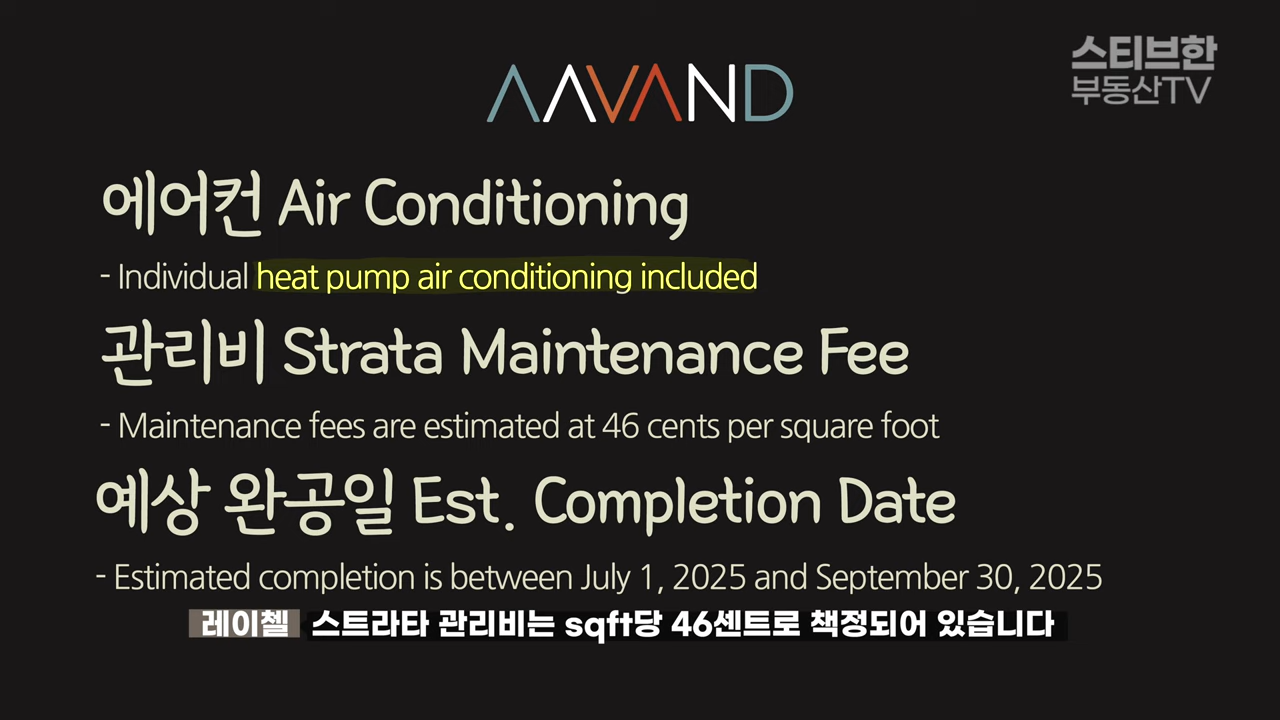 스티브한
부동산TV
AAVAND
에어컨 Air Conditioning
- Individual heat pump air conditioning included
관리비 Strata Maintenance Fee
- Maintenance fees are estimated at 46 cents per square foot
예상 완공일 Est. Completion Date
- Estimated completion is between July 1, 2025 and September 30, 2025
레이첼 스트라타 관리비는 sqft당 46센트로 책정되어 있습니다